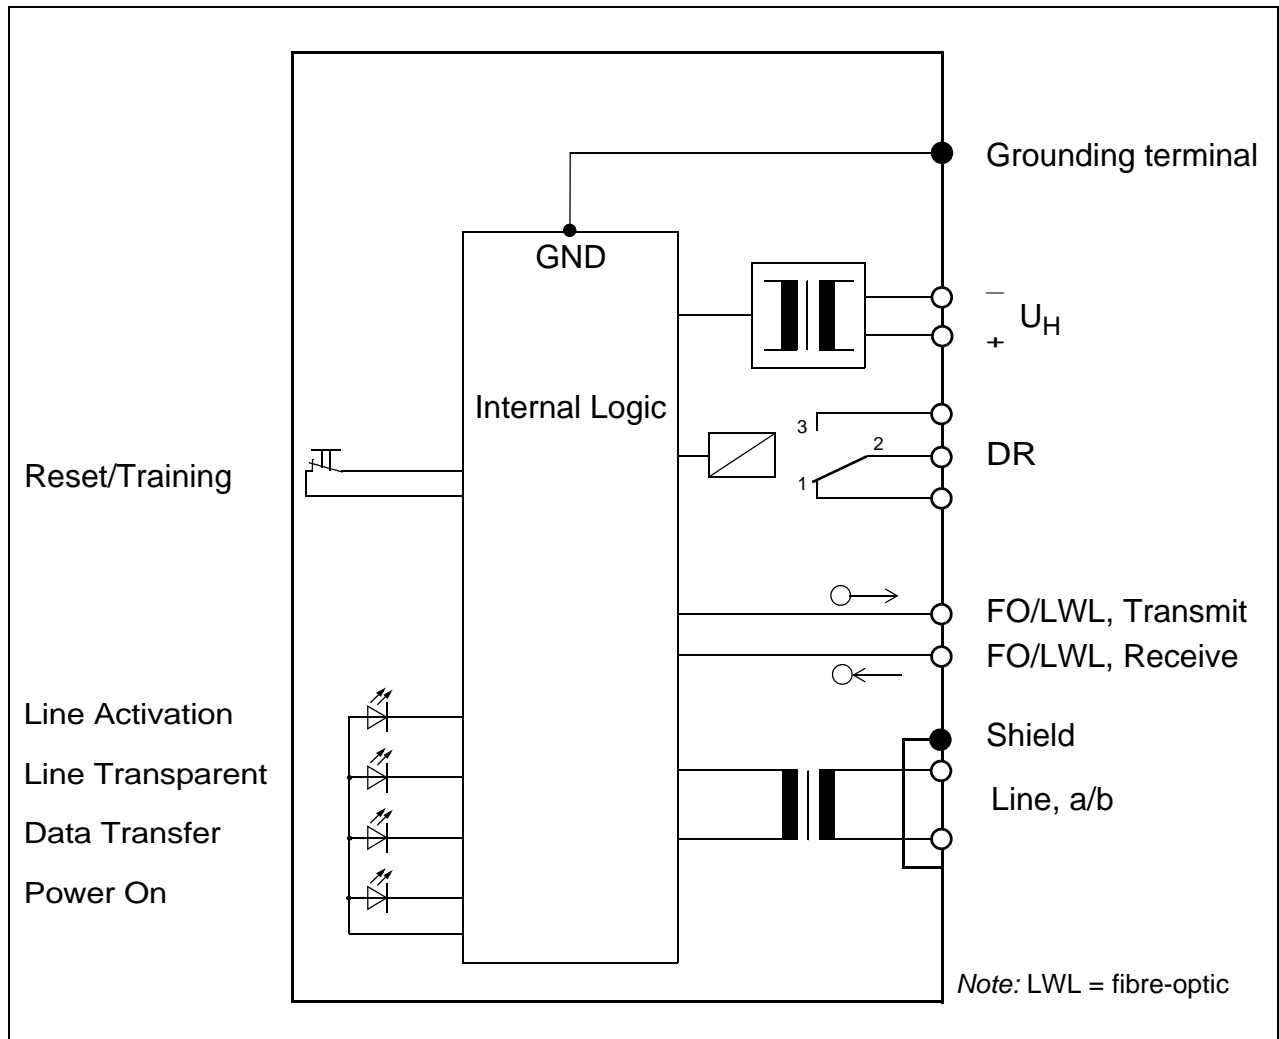 Grounding terminal
GND
–
U_H
+
Internal Logic
3
2
1
DR
Reset/Training
FO/LWL, Transmit
FO/LWL, Receive
Line Activation
Shield
Line Transparent
Line, a/b
Data Transfer
Power On
Note: LWL = fibre-optic